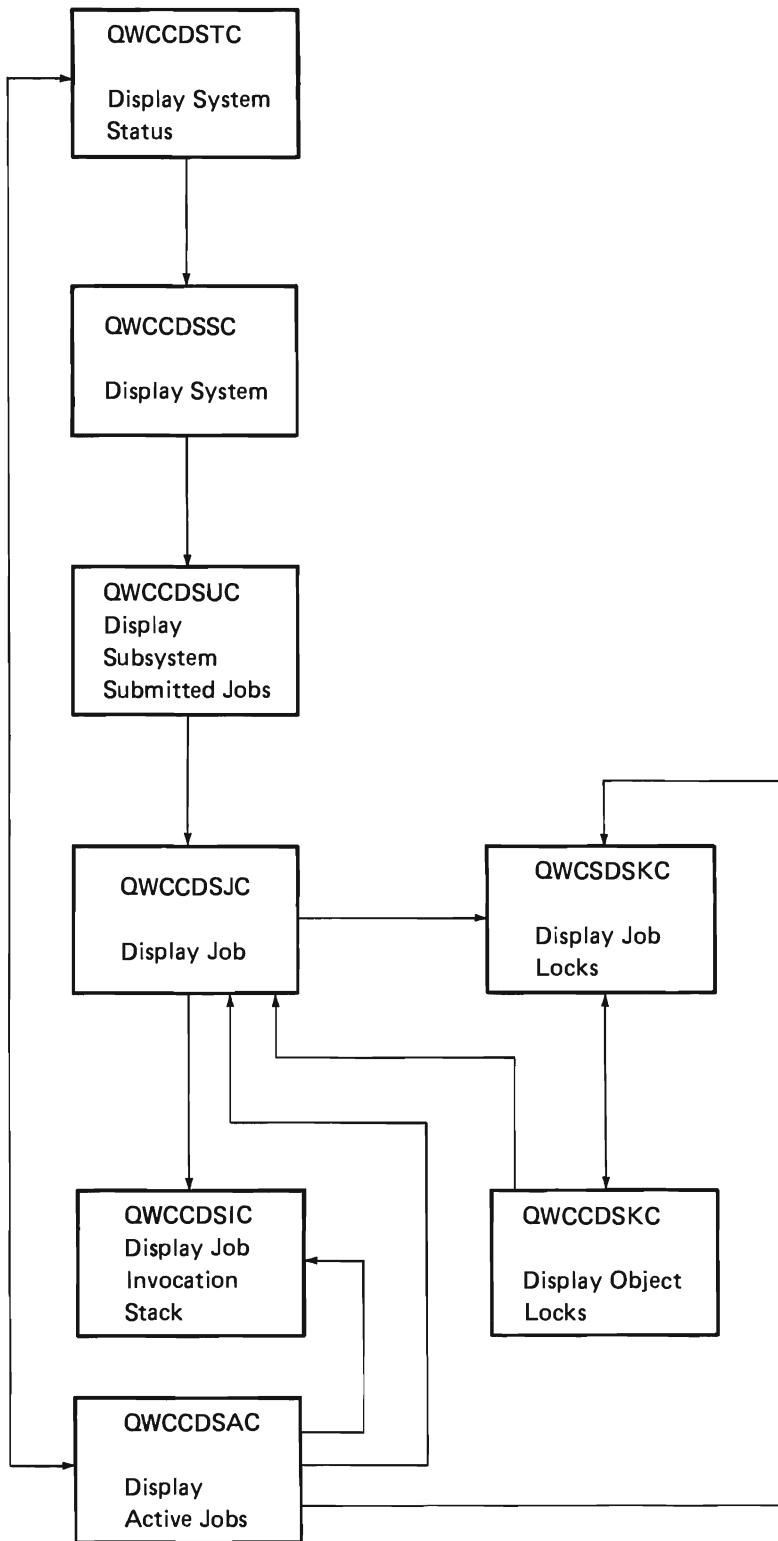 QWCCDSTC
Display System
Status
QWCCDSSC
Display System
QWCCDSUC
Display
Subsystem
Submitted Jobs
QWCCDSJC
Display Job
QWCSDSKC
Display Job
Locks
QWCCDSIC
Display Job
Invocation
Stack
QWCCDSKC
Display Object
Locks
QWCCDSAC
Display
Active Jobs